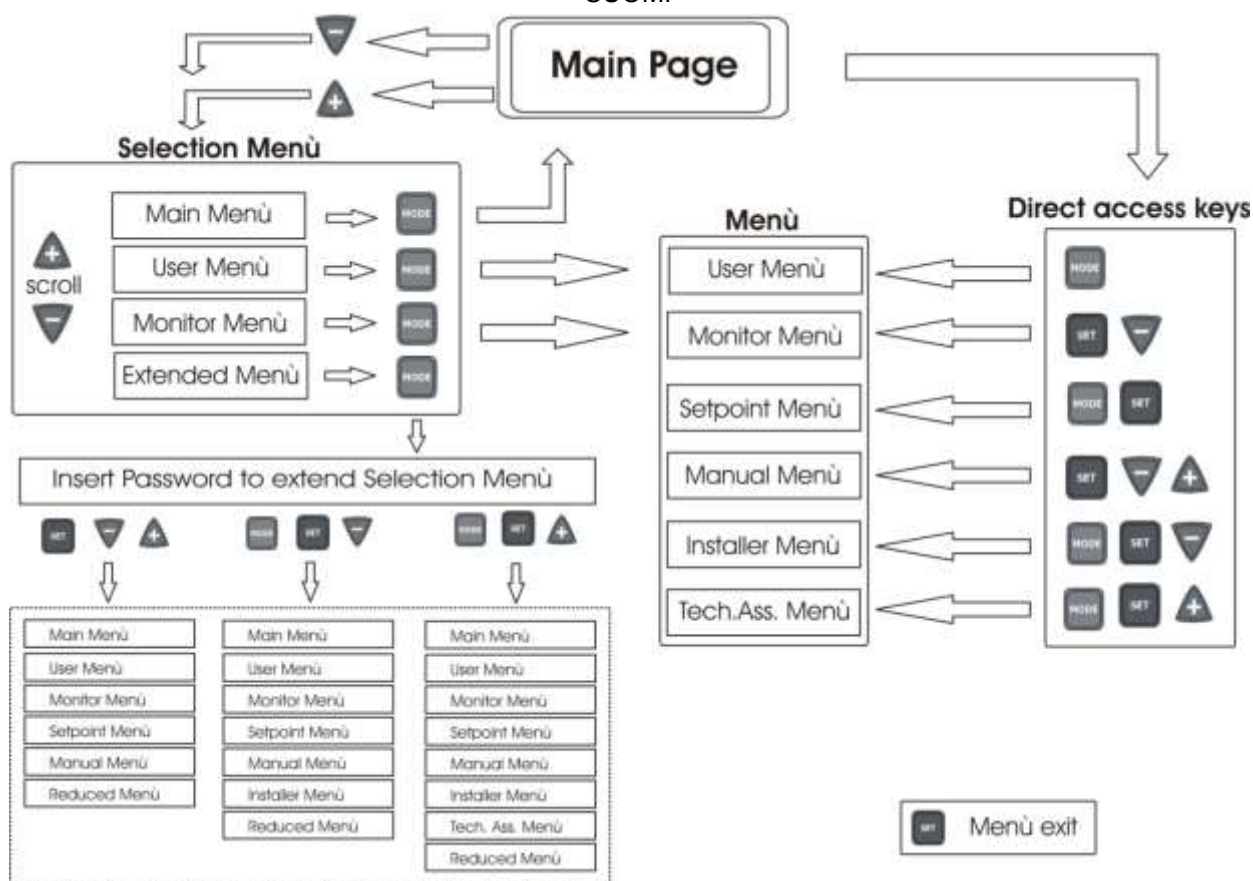 Main Page
Selection Menù
Main Menù
MODE
User Menù
MODE
scroll
Monitor Menù
MODE
Extended Menù
MODE
Insert Password to extend Selection Menù
SET
MODE
SET
MODE
SET
Main Menù
User Menù
Monitor Menù
Setpoint Menù
Manual Menù
Reduced Menù
Main Menù
User Menù
Monitor Menù
Setpoint Menù
Manual Menù
Installer Menù
Reduced Menù
Main Menù
User Menù
Monitor Menù
Setpoint Menù
Manual Menù
Installer Menù
Tech. Ass. Menù
Reduced Menù
Menù
User Menù
Monitor Menù
Setpoint Menù
Manual Menù
Installer Menù
Tech.Ass. Menù
Direct access keys
MODE
SET
MODE
SET
SET
MODE
SET
MODE
SET
SET
Menù exit